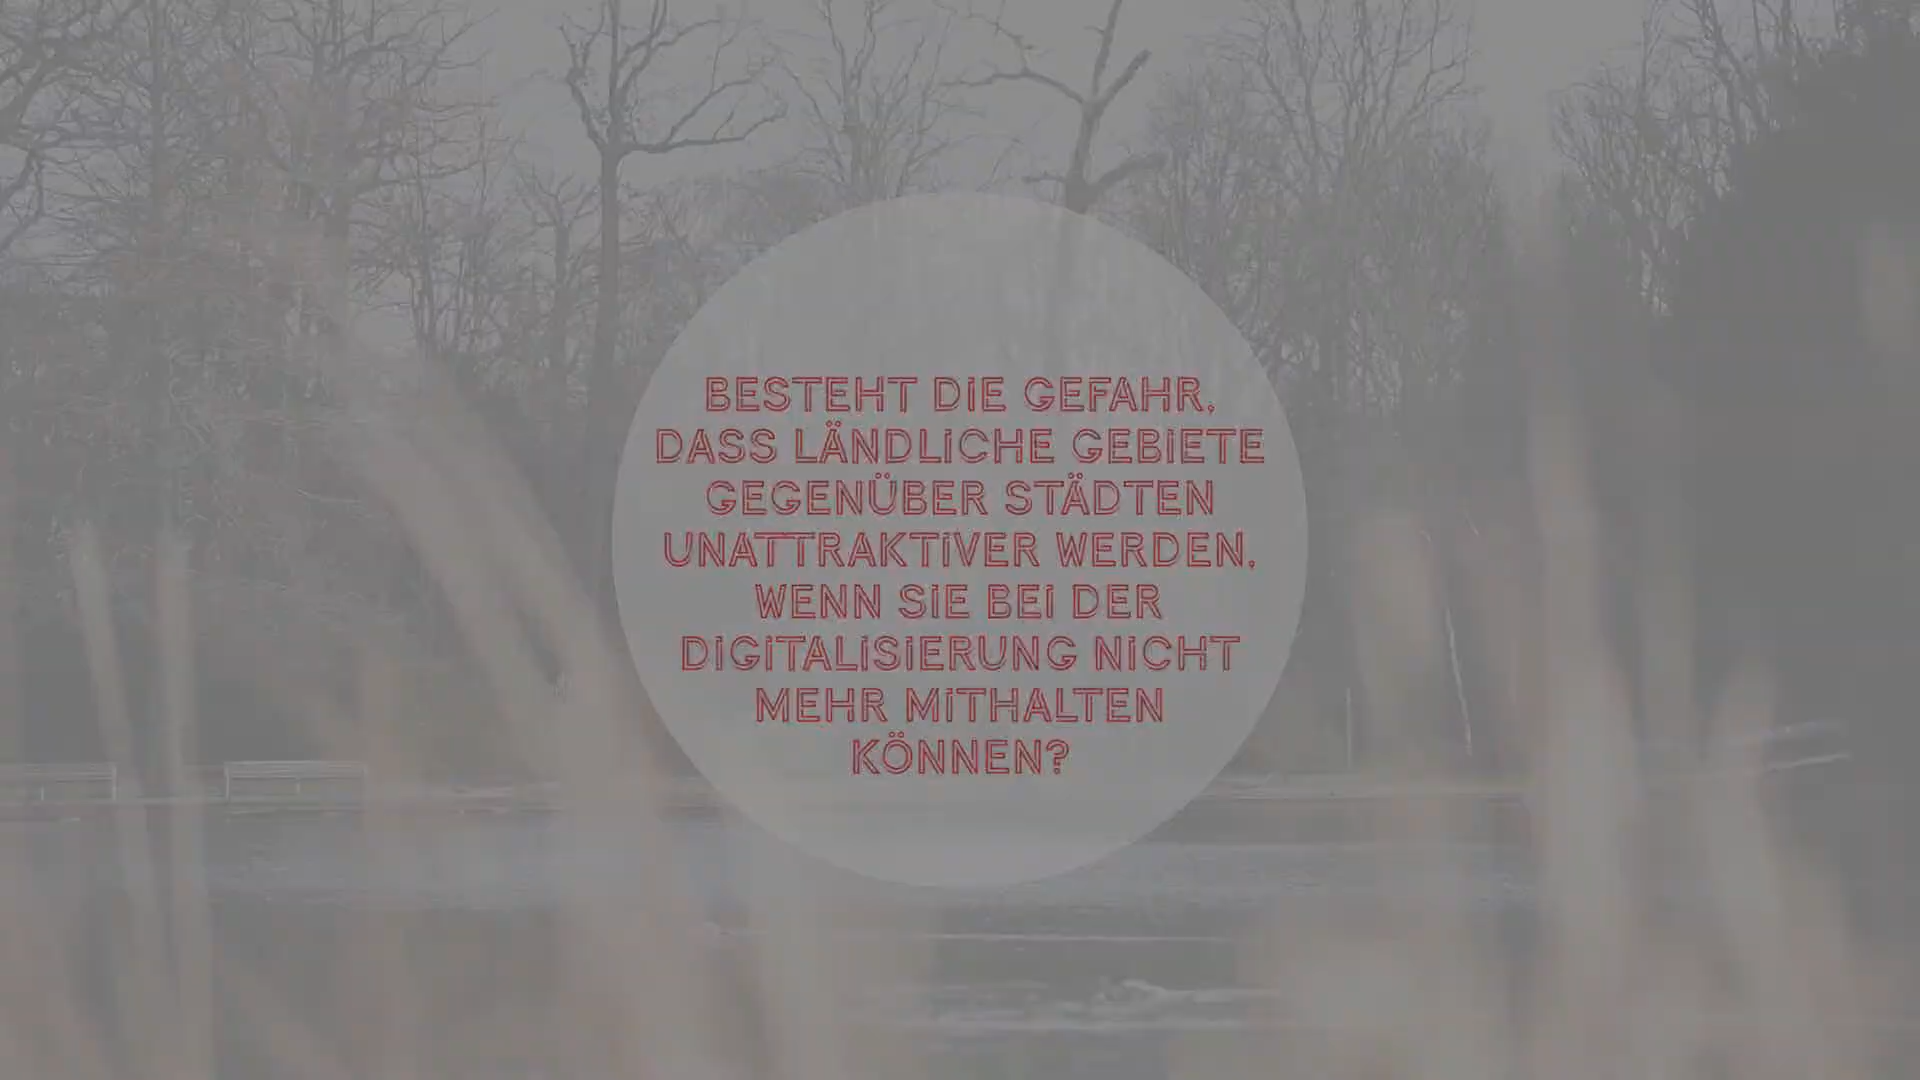 BESTEHT DIE GEFAHR,
DASS LÄNDLICHE GEBIETE
GEGENÜBER STÄDTEN
UNATTRAKTIVER WERDEN,
WENN SIE BEI DER
DIGITALISIERUNG NICHT
MEHR MITHALTEN
KÖNNEN?